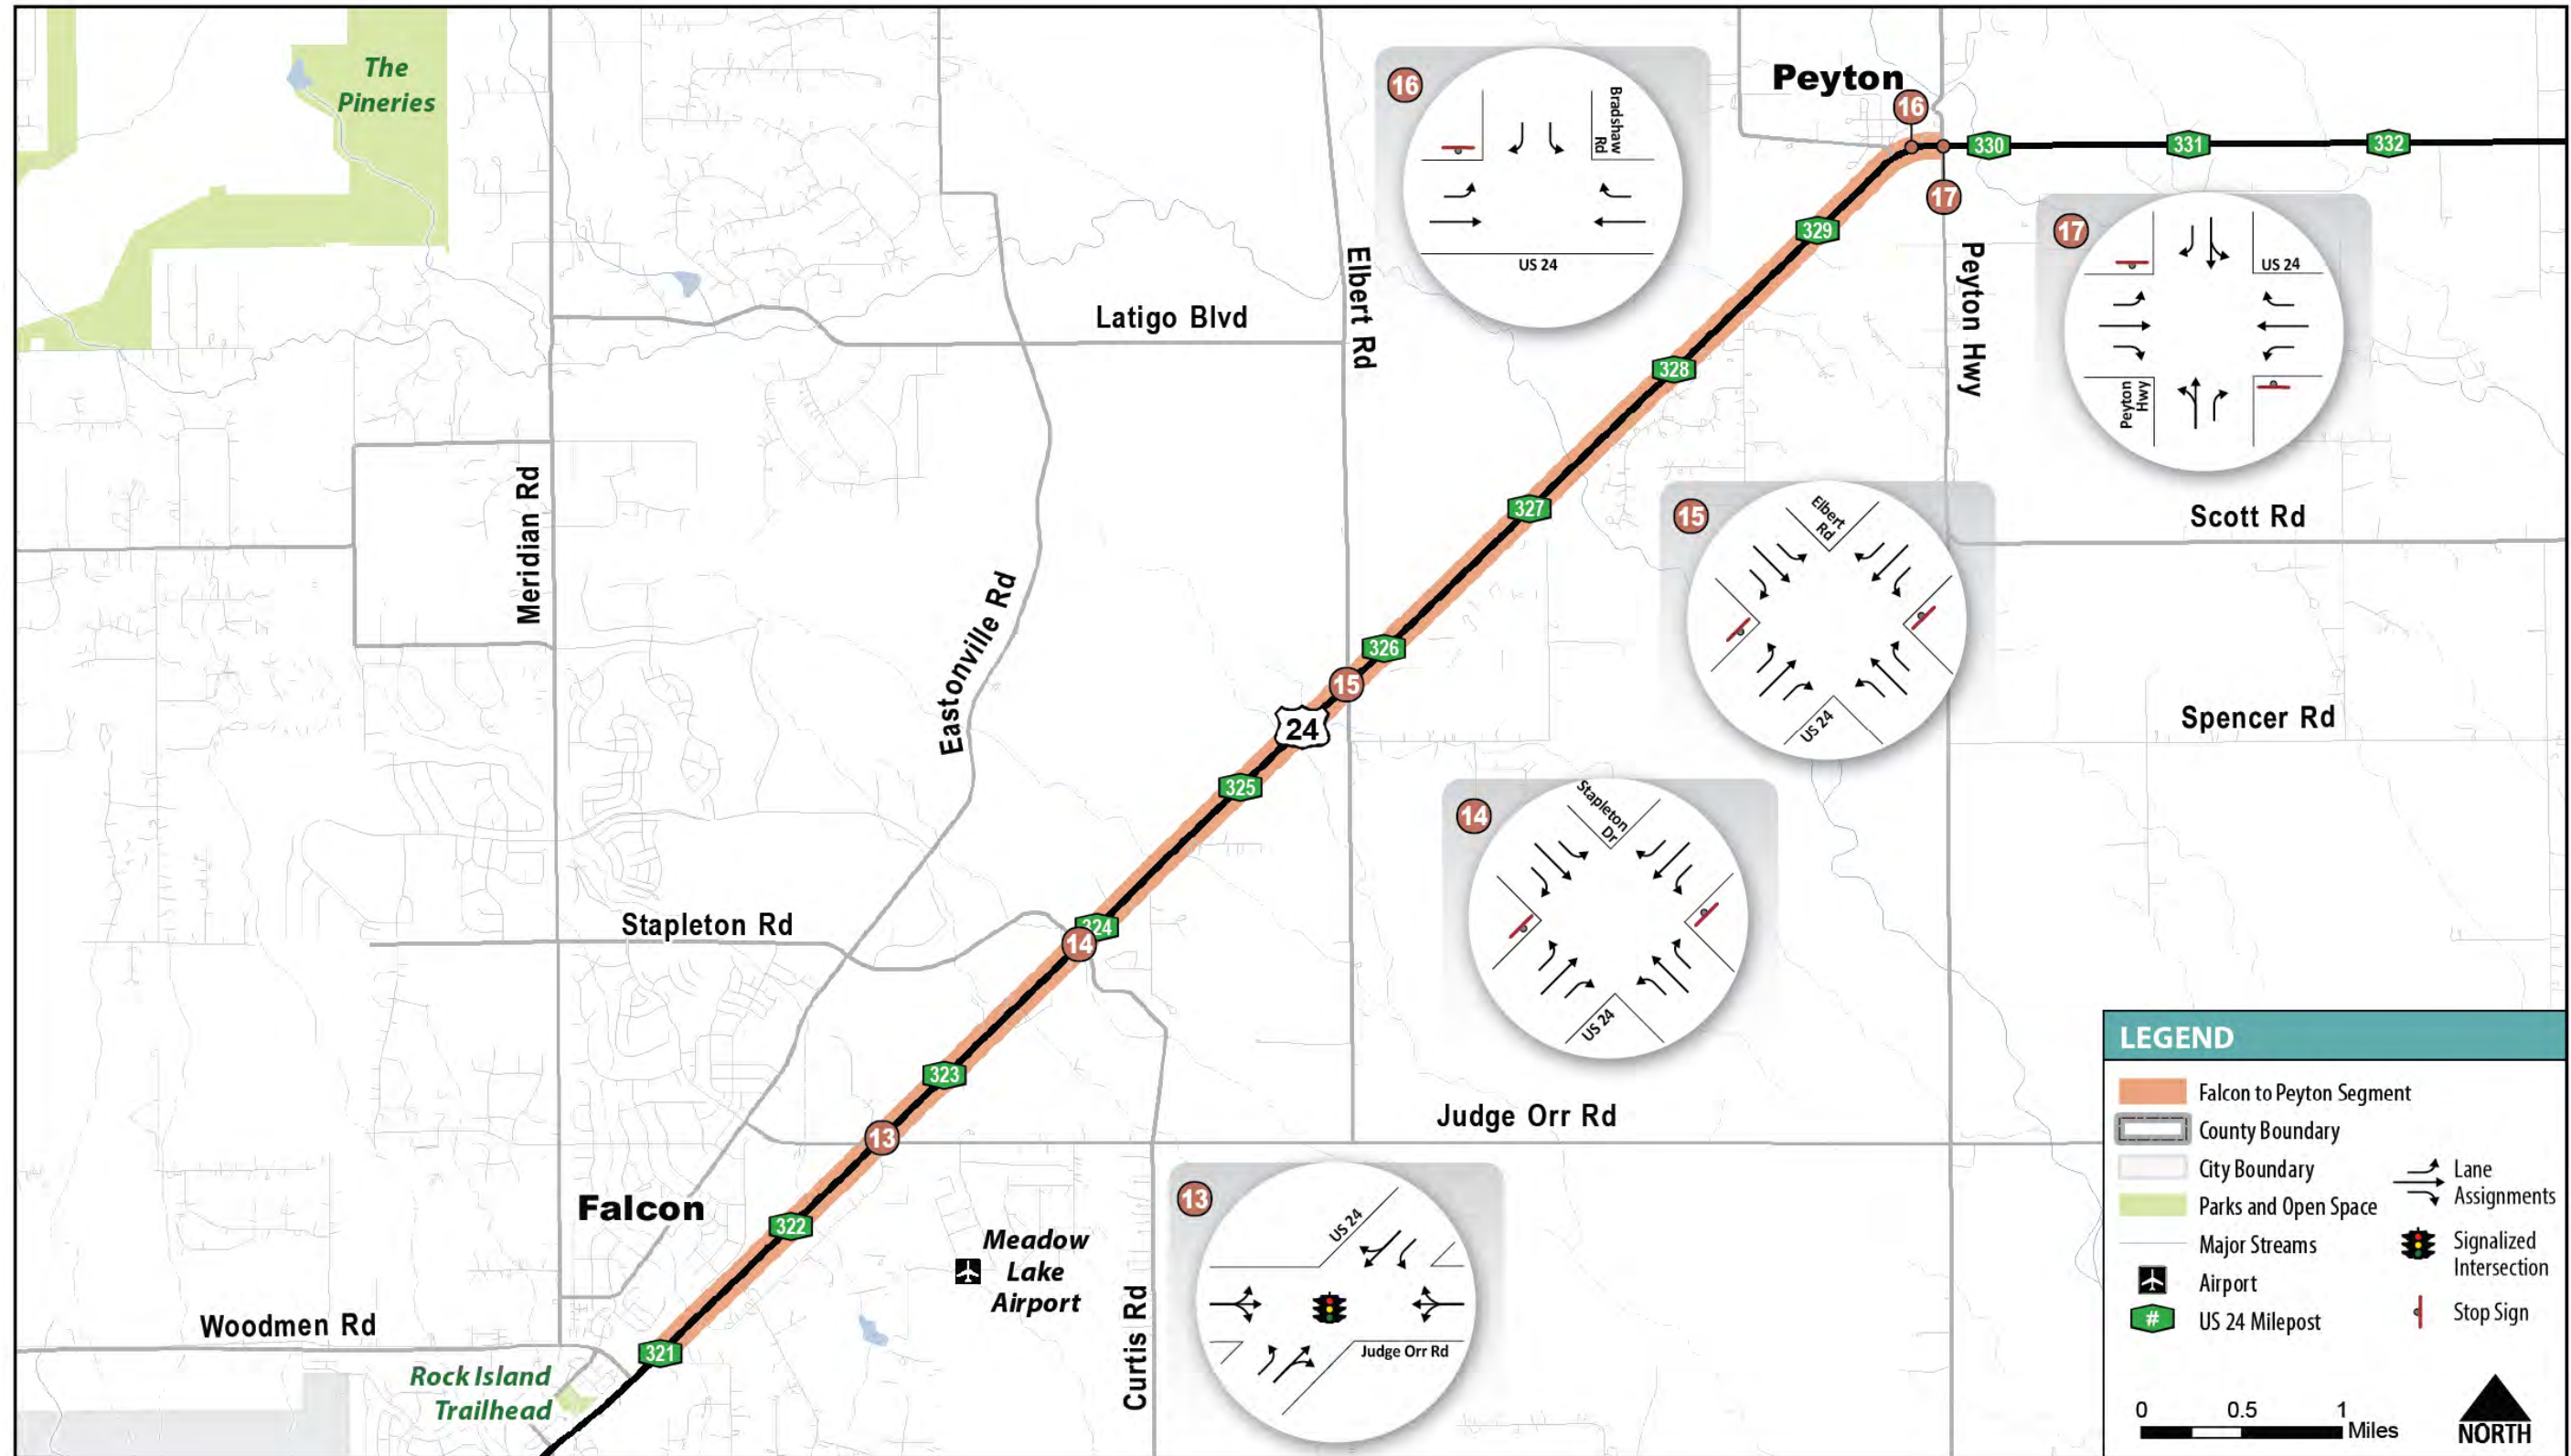 The
Pineries
Peyton
16
17
330
331
332
329
328
327
326
15
24
325
324
14
323
13
322
321
Latigo Blvd
Elbert Rd
Peyton Hwy
Meridian Rd
Eastonville Rd
Scott Rd
Spencer Rd
Stapleton Rd
Judge Orr Rd
Falcon
Meadow
Lake
Airport
Curtis Rd
Woodmen Rd
Rock Island
Trailhead
16
Bradshaw
Rd
US 24
17
US 24
Peyton
Hwy
15
Elbert
Rd
US 24
14
Stapleton
Dr
US 24
13
US 24
Judge Orr Rd
LEGEND
Falcon to Peyton Segment
County Boundary
City Boundary
Parks and Open Space
Major Streams
Airport
# US 24 Milepost
Lane
Assignments
Signalized
Intersection
Stop Sign
0 0.5 1
Miles
NORTH